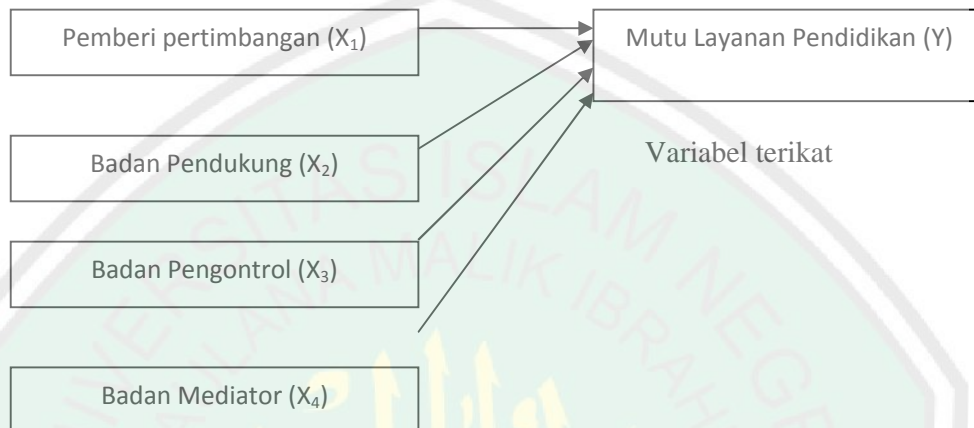 Pemberi pertimbangan (X₁)
Mutu Layanan Pendidikan (Y)
Badan Pendukung (X₂)
Variabel terikat
Badan Pengontrol (X₃)
Badan Mediator (X₄)